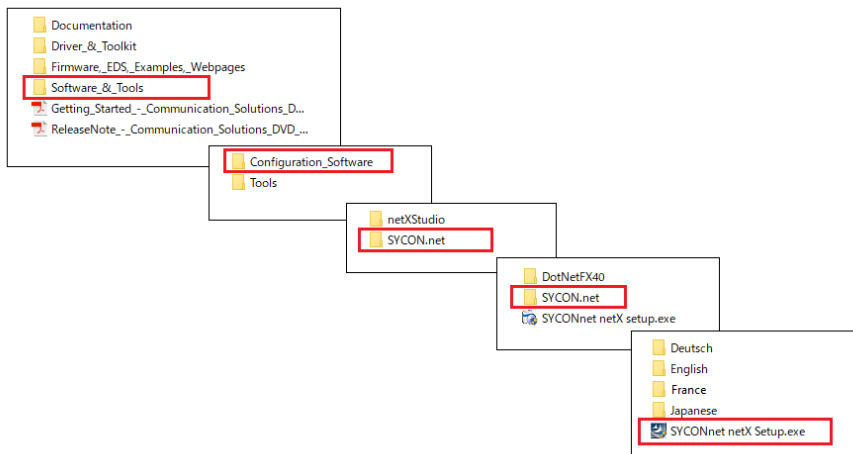 Documentation
Driver_&_Toolkit
Firmware,_EDS,_Examples,_Webpages
Software_&_Tools
Getting_Started_-_Communication_Solutions_D...
ReleaseNote_-_Communication_Solutions_DVD_...
Configuration_Software
Tools
netXStudio
SYCON.net
DotNetFX40
SYCON.net
SYCONnet netX setup.exe
Deutsch
English
France
Japanese
SYCONnet netX Setup.exe